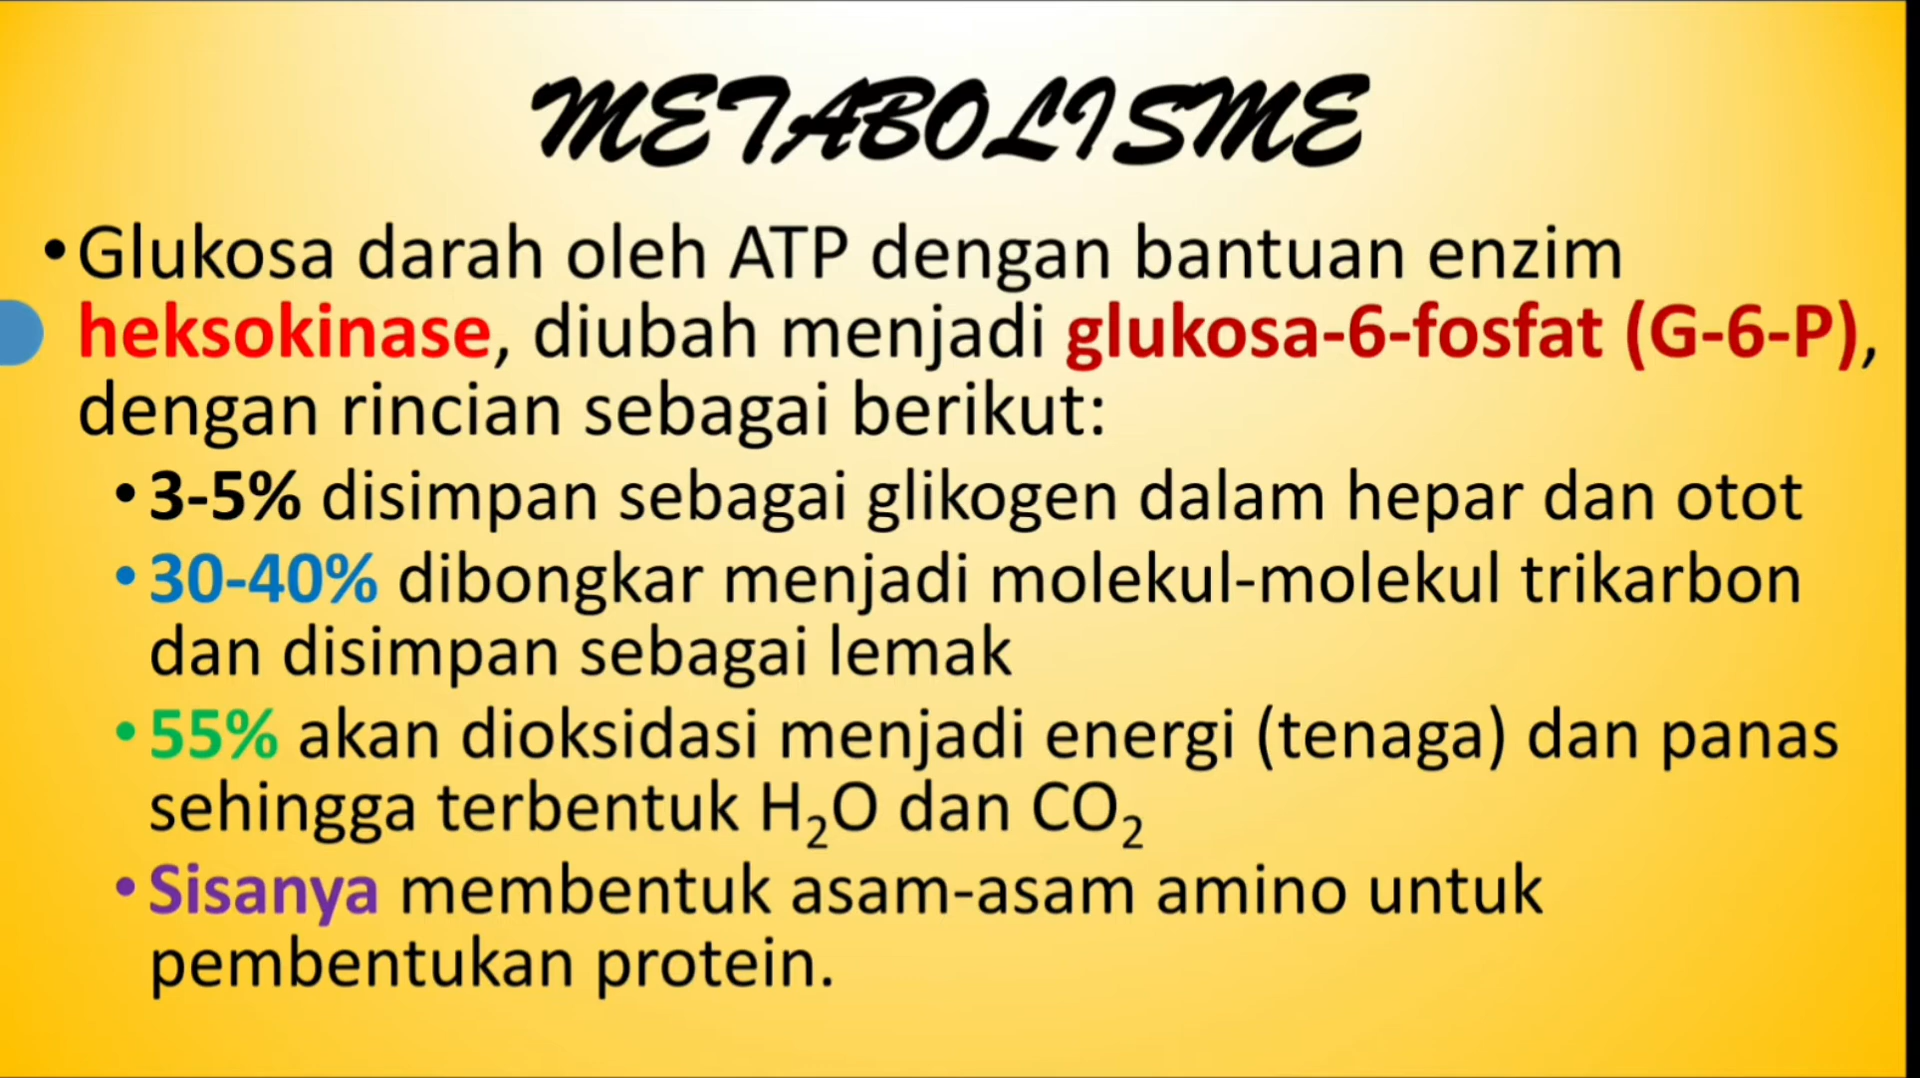 METABOLISME
•Glukosa darah oleh ATP dengan bantuan enzim
heksokinase, diubah menjadi glukosa-6-fosfat (G-6-P),
dengan rincian sebagai berikut:
•3-5% disimpan sebagai glikogen dalam hepar dan otot
•30-40% dibongkar menjadi molekul-molekul trikarbon
dan disimpan sebagai lemak
•55% akan dioksidasi menjadi energi (tenaga) dan panas
sehingga terbentuk H₂O dan CO₂
•Sisanya membentuk asam-asam amino untuk
pembentukan protein.